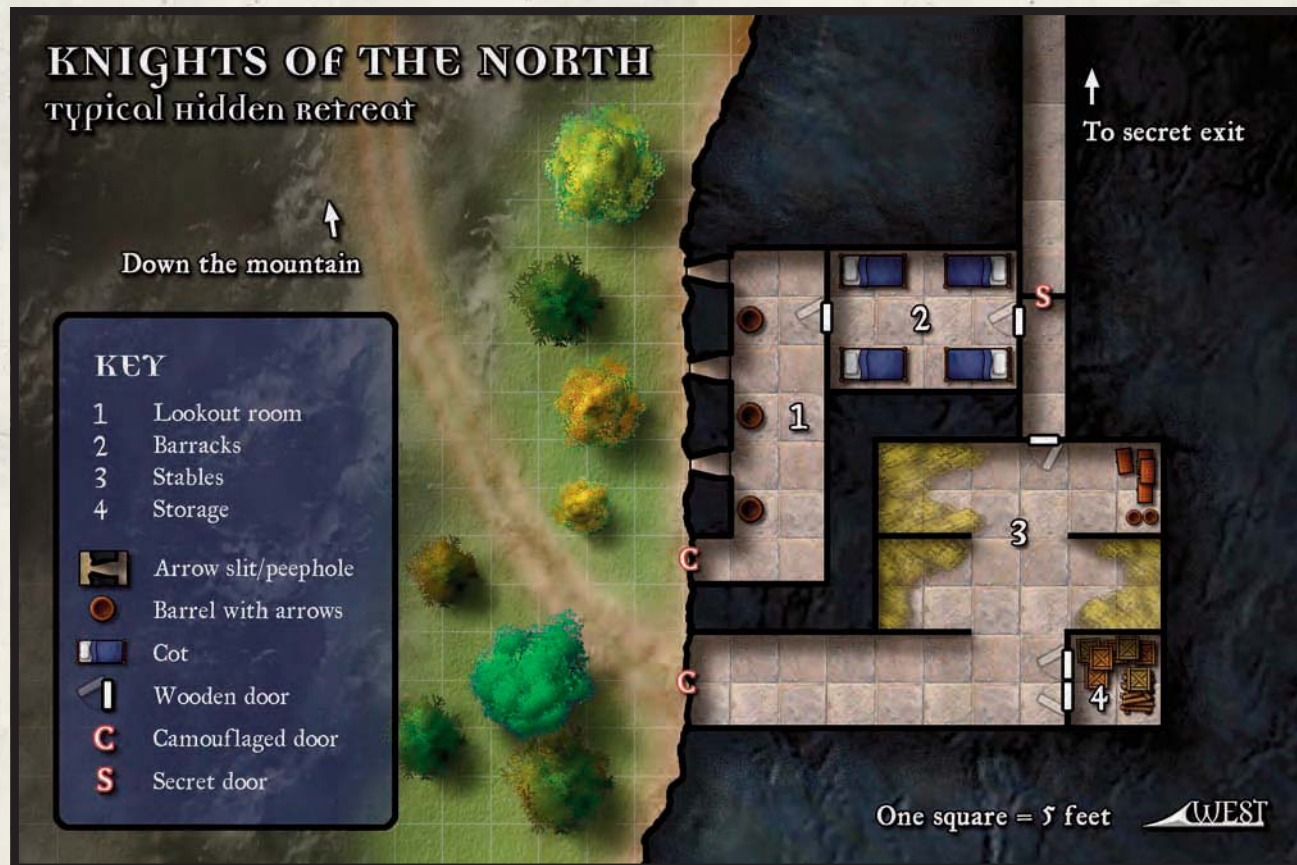 KNIGHTS OF THE NORTH
Typical Hidden Retreat
To secret exit
Down the mountain
KEY
1 Lookout room
2 Barracks
3 Stables
4 Storage
Arrow slit/peephole
Barrel with arrows
Cot
Wooden door
C Camouflaged door
S Secret door
S
2
1
3
C
C
4
One square = 5 feet
WEST